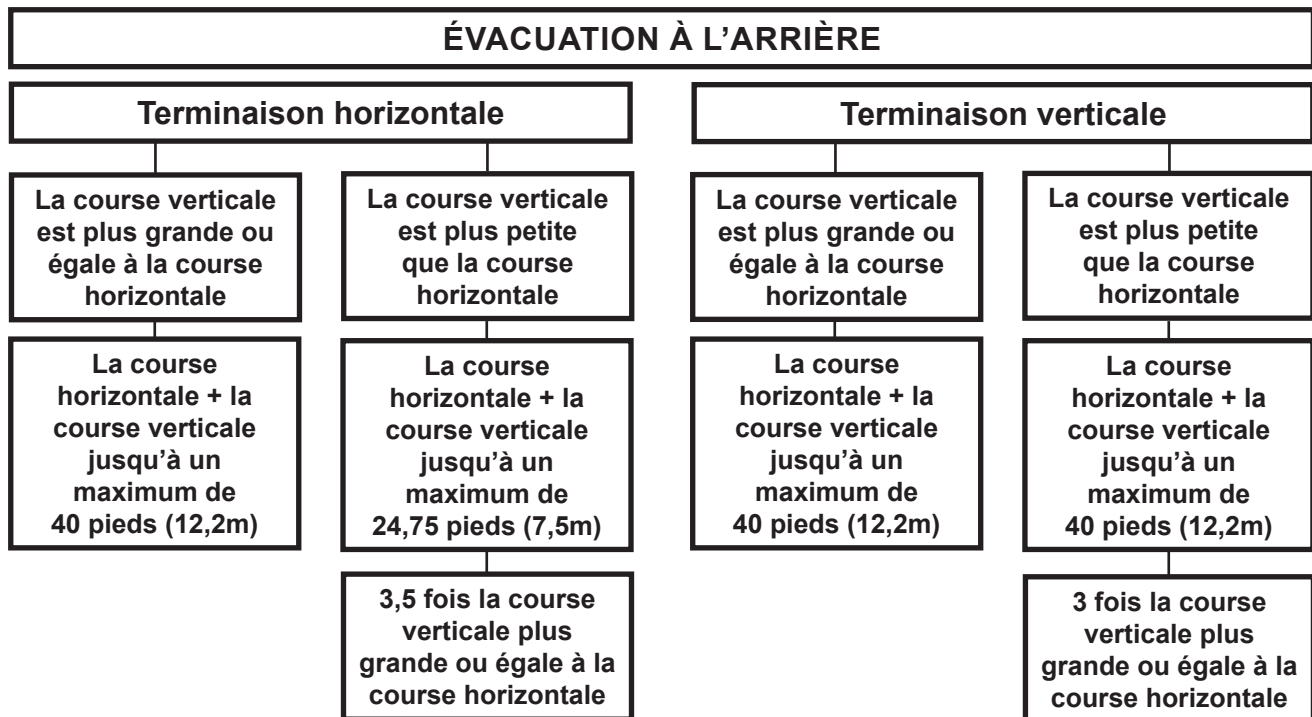 ÉVACUATION À L'ARRIÈRE
Terminaison horizontale
La course verticale
est plus grande ou
égale à la course
horizontale
La course
horizontale + la
course verticale
jusqu'à un
maximum de
40 pieds (12,2m)
La course verticale
est plus petite
que la course
horizontale
La course
horizontale + la
course verticale
jusqu'à un
maximum de
24,75 pieds (7,5m)
3,5 fois la course
verticale plus
grande ou égale à la
course horizontale
Terminaison verticale
La course verticale
est plus grande ou
égale à la course
horizontale
La course
horizontale + la
course verticale
jusqu'à un
maximum de
40 pieds (12,2m)
La course verticale
est plus petite
que la course
horizontale
La course
horizontale + la
course verticale
jusqu'à un
maximum de
40 pieds (12,2m)
3 fois la course
verticale plus
grande ou égale à la
course horizontale